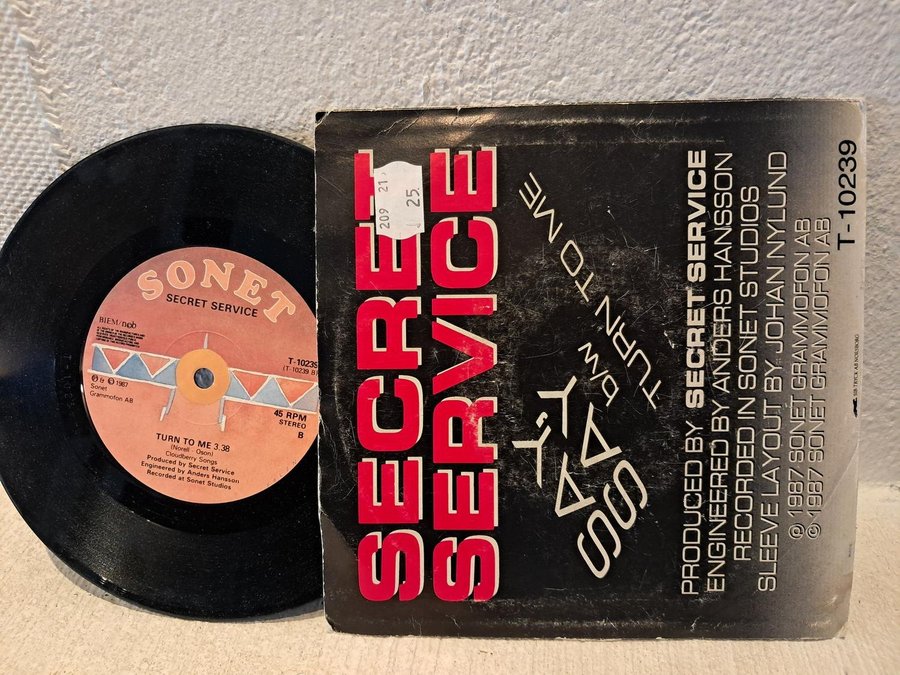 SONET
SECRET SERVICE
BIEM/ncb
T-10239
(T-10239 B)
℗ & © 1987
Sonet
Grammofon AB
45 RPM
STEREO
B
TURN TO ME 3.38
(Norell - Oson)
Cloudberry Songs
Produced by Secret Service
Engineered by Anders Hansson
Recorded at Sonet Studios
SECRET
SERVICE
209 21
25.
SAY-SAY
b/w
TURN TO ME
PRODUCED BY SECRET SERVICE
ENGINEERED BY ANDERS HANSSON
RECORDED IN SONET STUDIOS
SLEEVE LAYOUT BY JOHAN NYLUND
℗ 1987 SONET GRAMMOFON AB
© 1987 SONET GRAMMOFON AB
T-10239